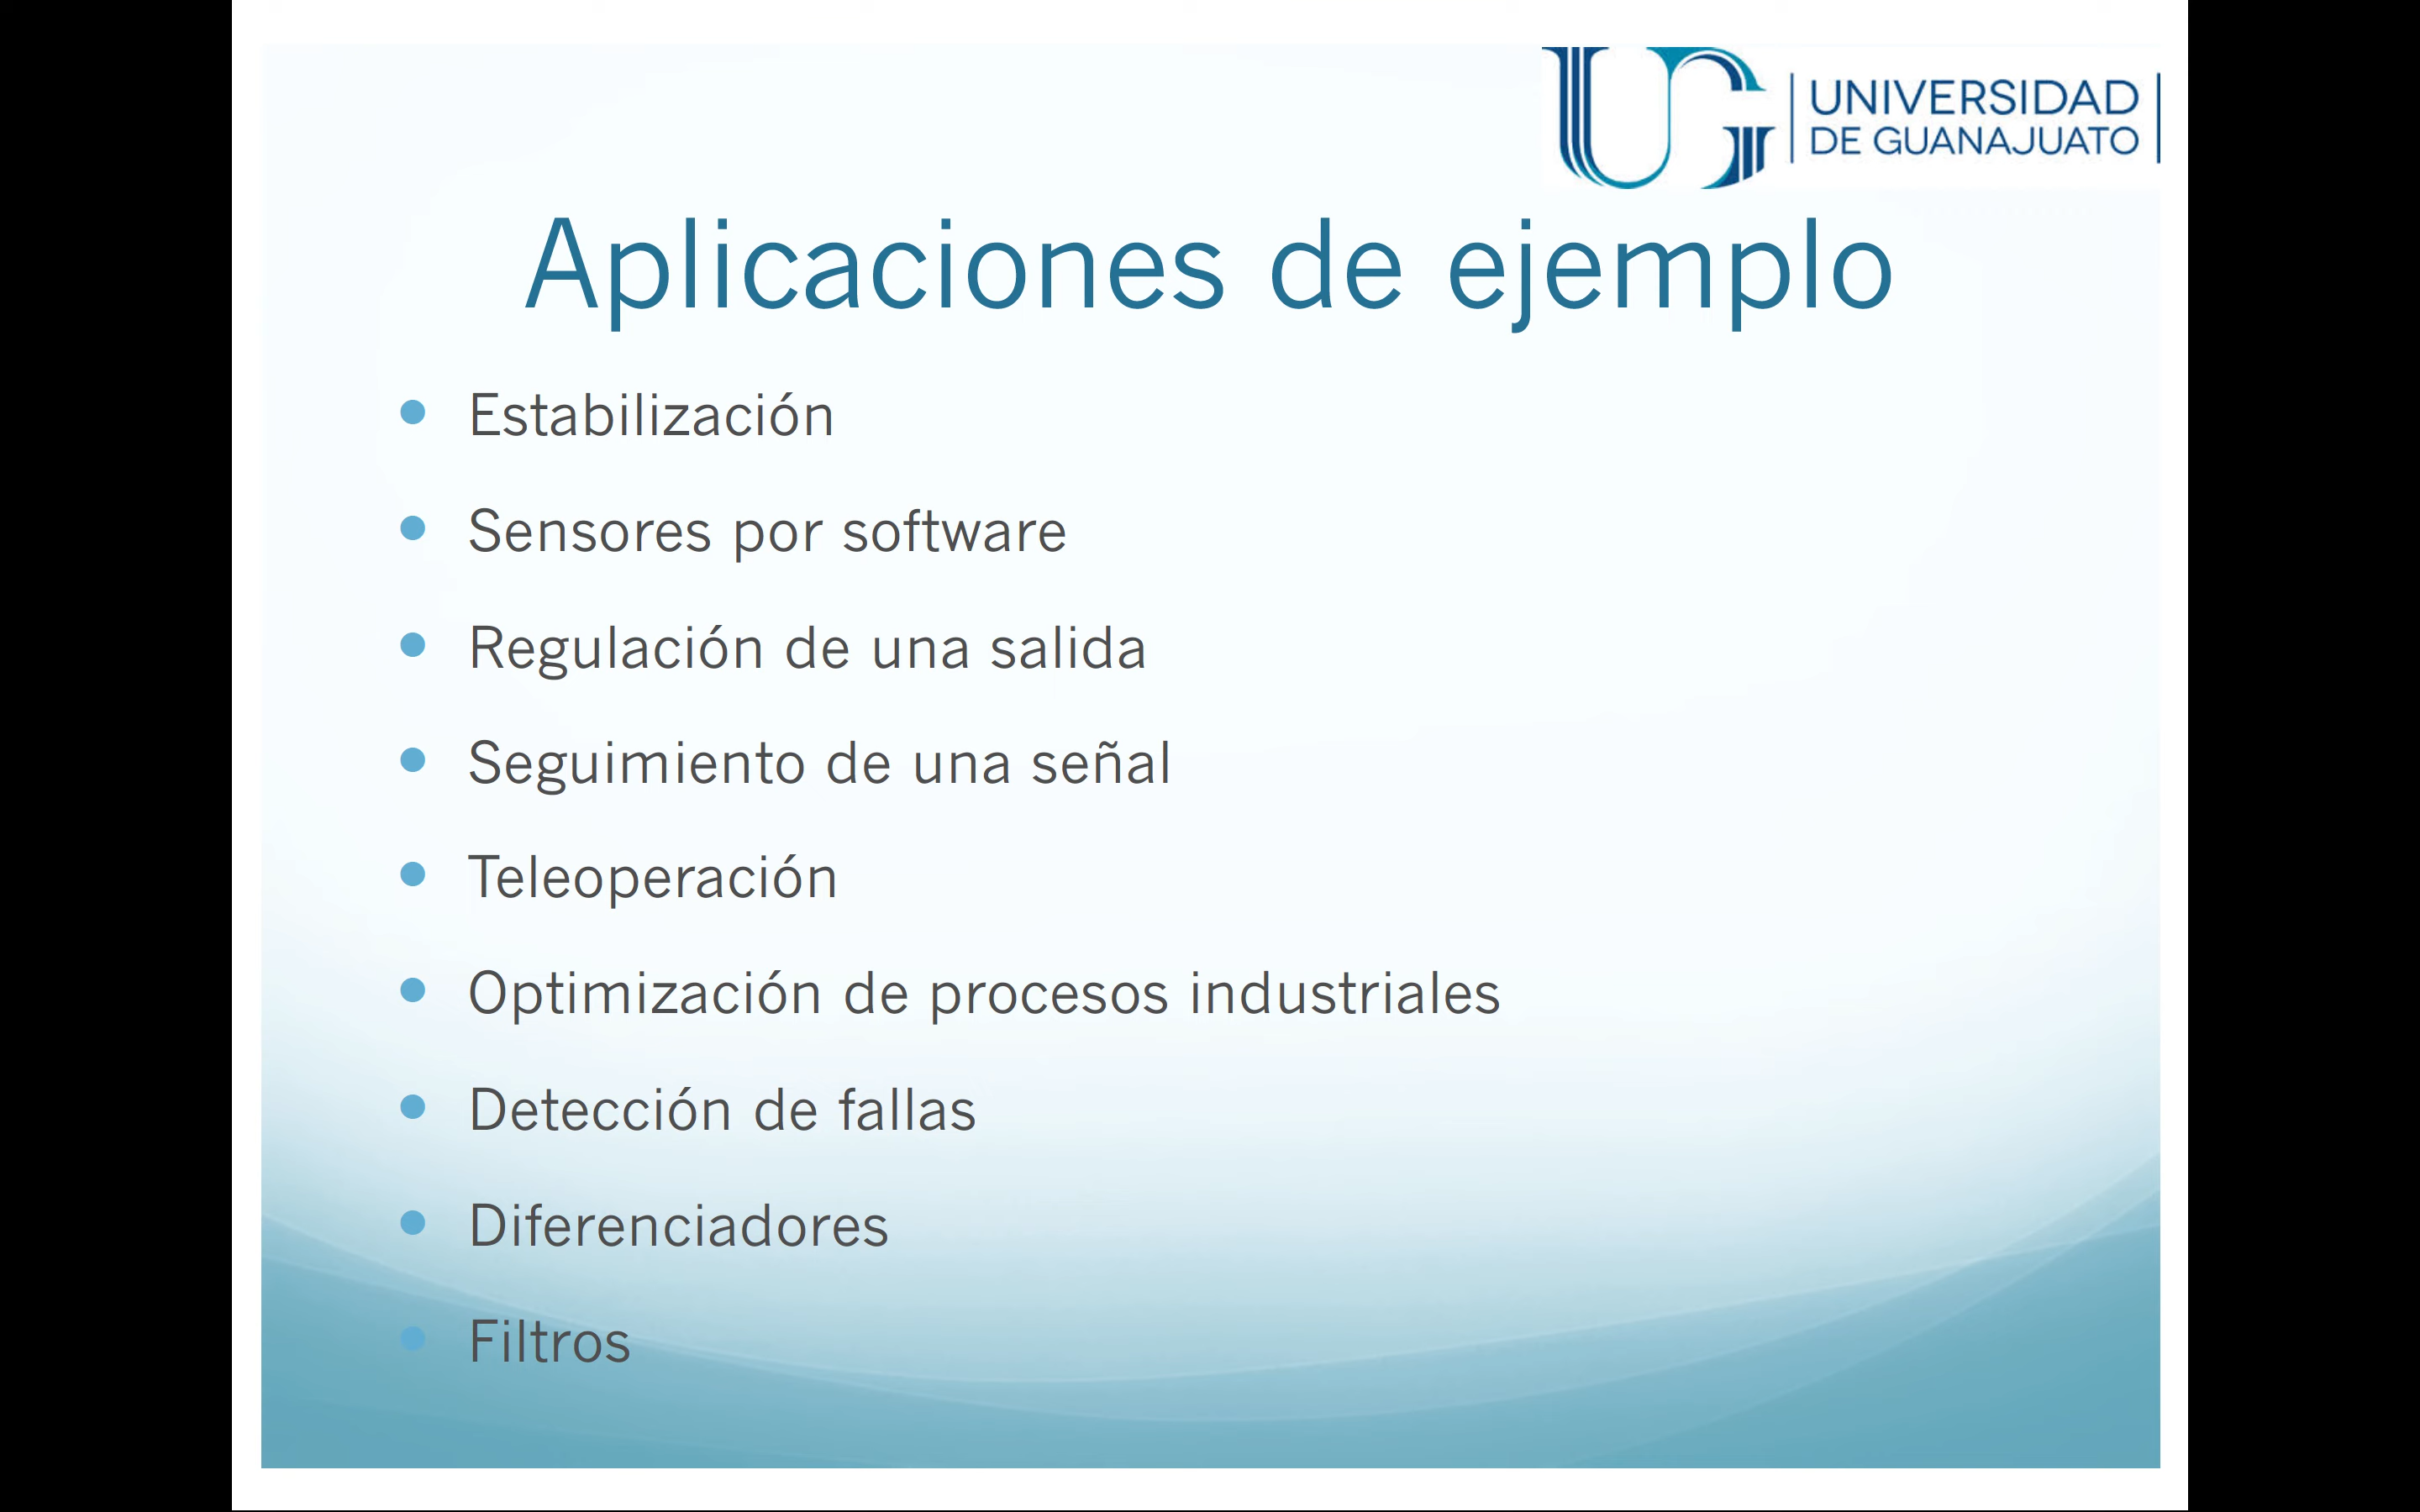 UNIVERSIDAD
DE GUANAJUATO
Aplicaciones de ejemplo
Estabilización
Sensores por software
Regulación de una salida
Seguimiento de una señal
Teleoperación
Optimización de procesos industriales
Detección de fallas
Diferenciadores
Filtros